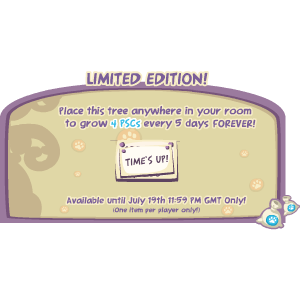 LIMITED EDITION!
Place this tree anywhere in your room
to grow 4 PSCs every 5 days FOREVER!
TIME'S UP!
Available until July 19th 11:59 PM GMT Only!
(One item per player only!)